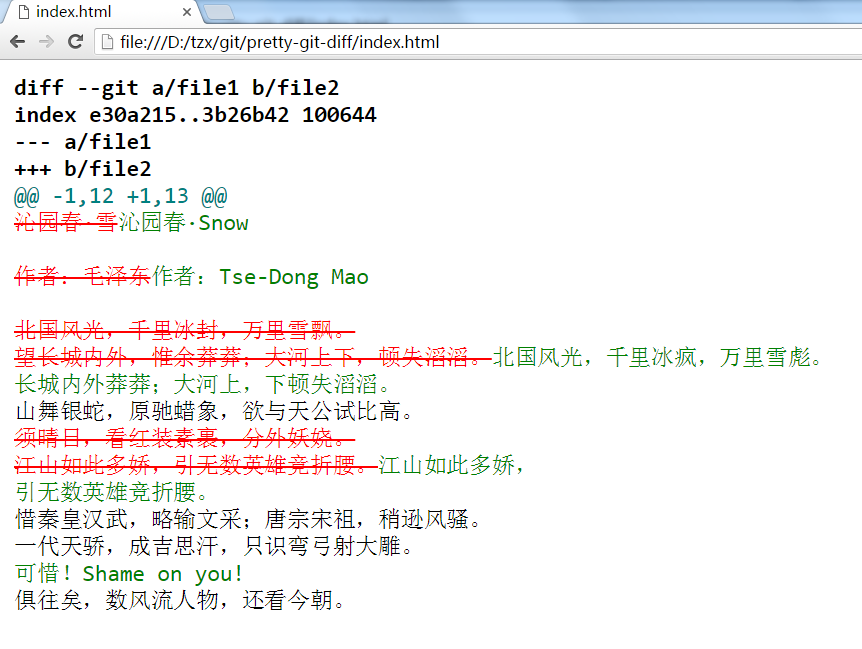 index.html
file:///D:/tzx/git/pretty-git-diff/index.html
diff --git a/file1 b/file2
index e30a215..3b26b42 100644
--- a/file1
+++ b/file2
@@ -1,12 +1,13 @@
沁园春·雪沁园春·Snow
作者：毛泽东作者：Tse-Dong Mao
北国风光，千里冰封，万里雪飘。
望长城内外，惟余莽莽；大河上下，顿失滔滔。北国风光，千里冰疯，万里雪彪。
长城内外莽莽；大河上，下顿失滔滔。
山舞银蛇，原驰蜡象，欲与天公试比高。
须晴日，看红装素裹，分外妖娆。
江山如此多娇，引无数英雄竞折腰。江山如此多娇，
引无数英雄竞折腰。
惜秦皇汉武，略输文采；唐宗宋祖，稍逊风骚。
一代天骄，成吉思汗，只识弯弓射大雕。
可惜！Shame on you!
俱往矣，数风流人物，还看今朝。